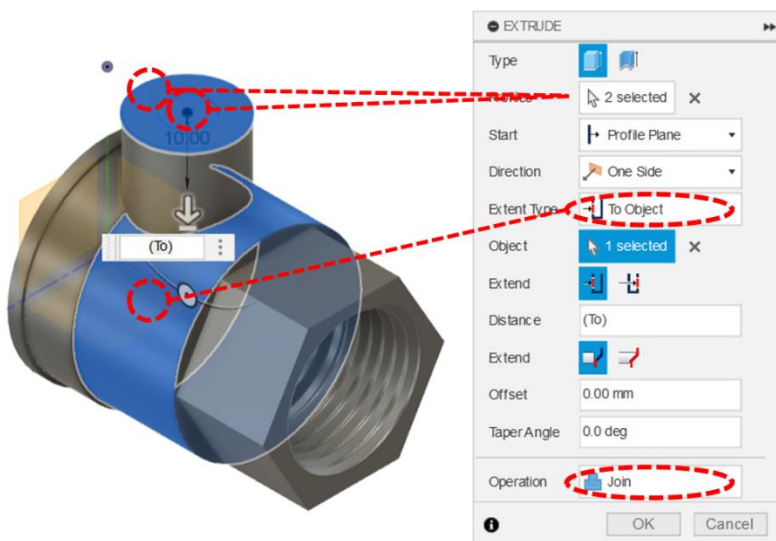 EXTRUDE
Type
Profile
2 selected
Start
Profile Plane
Direction
One Side
Extent Type
To Object
Object
1 selected
Extend
Distance
(To)
Extend
Offset
0.00 mm
Taper Angle
0.0 deg
Operation
Join
OK
Cancel
10.00
(To)